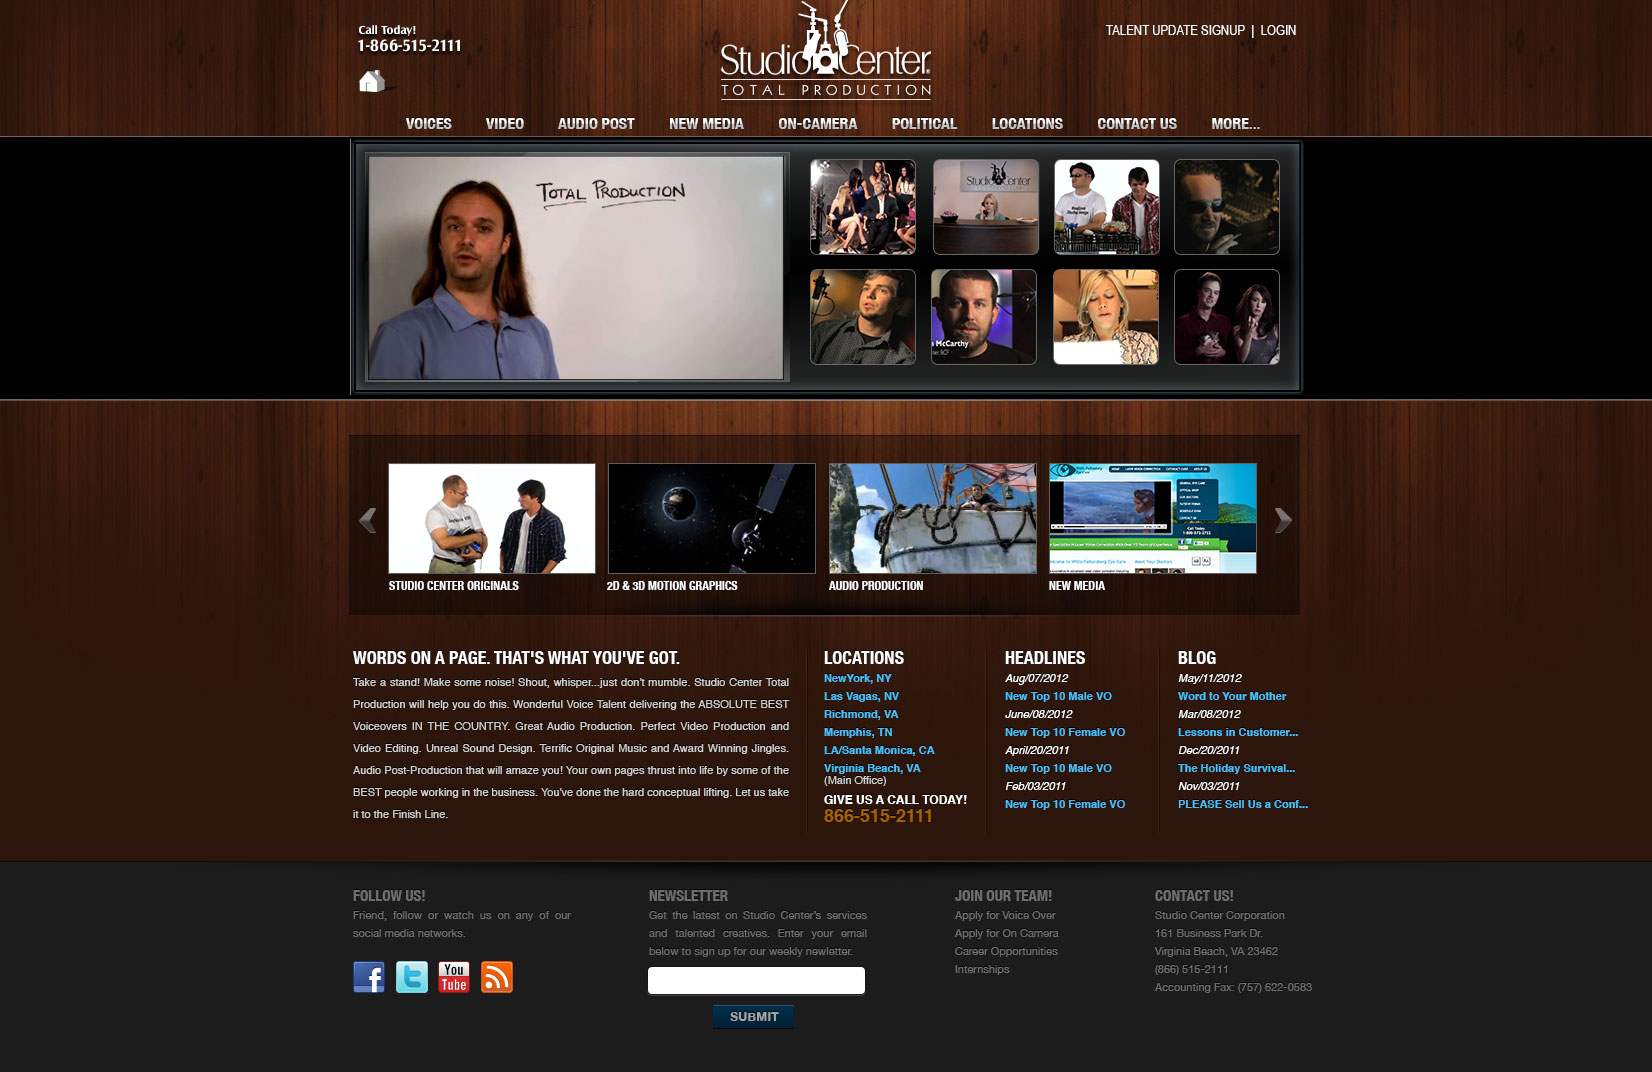 Call Today!
1-866-515-2111
Studio Center
TOTAL PRODUCTION
TALENT UPDATE SIGNUP | LOGIN
VOICES VIDEO AUDIO POST NEW MEDIA ON-CAMERA POLITICAL LOCATIONS CONTACT US MORE...
TOTAL PRODUCTION
Studio Center
McCarthy
STUDIO CENTER ORIGINALS
2D & 3D MOTION GRAPHICS
AUDIO PRODUCTION
NEW MEDIA
WORDS ON A PAGE. THAT'S WHAT YOU'VE GOT.
Take a stand! Make some noise! Shout, whisper...just don't mumble. Studio Center Total
Production will help you do this. Wonderful Voice Talent delivering the ABSOLUTE BEST
Voiceovers IN THE COUNTRY. Great Audio Production. Perfect Video Production and
Video Editing. Unreal Sound Design. Terrific Original Music and Award Winning Jingles.
Audio Post-Production that will amaze you! Your own pages thrust into life by some of the
BEST people working in the business. You've done the hard conceptual lifting. Let us take
it to the Finish Line.
LOCATIONS
NewYork, NY
Las Vagas, NV
Richmond, VA
Memphis, TN
LA/Santa Monica, CA
Virginia Beach, VA
(Main Office)
GIVE US A CALL TODAY!
866-515-2111
HEADLINES
Aug/07/2012
New Top 10 Male VO
June/08/2012
New Top 10 Female VO
April/20/2011
New Top 10 Male VO
Feb/03/2011
New Top 10 Female VO
BLOG
May/11/2012
Word to Your Mother
Mar/08/2012
Lessons in Customer...
Dec/20/2011
The Holiday Survival...
Nov/03/2011
PLEASE Sell Us a Conf...
FOLLOW US!
Friend, follow or watch us on any of our
social media networks.
f
t
You
Tube
NEWSLETTER
Get the latest on Studio Center's services
and talented creatives. Enter your email
below to sign up for our weekly newletter.
SUBMIT
JOIN OUR TEAM!
Apply for Voice Over
Apply for On Camera
Career Opportunities
Internships
CONTACT US!
Studio Center Corporation
161 Business Park Dr.
Virginia Beach, VA 23462
(866) 515-2111
Accounting Fax: (757) 622-0583